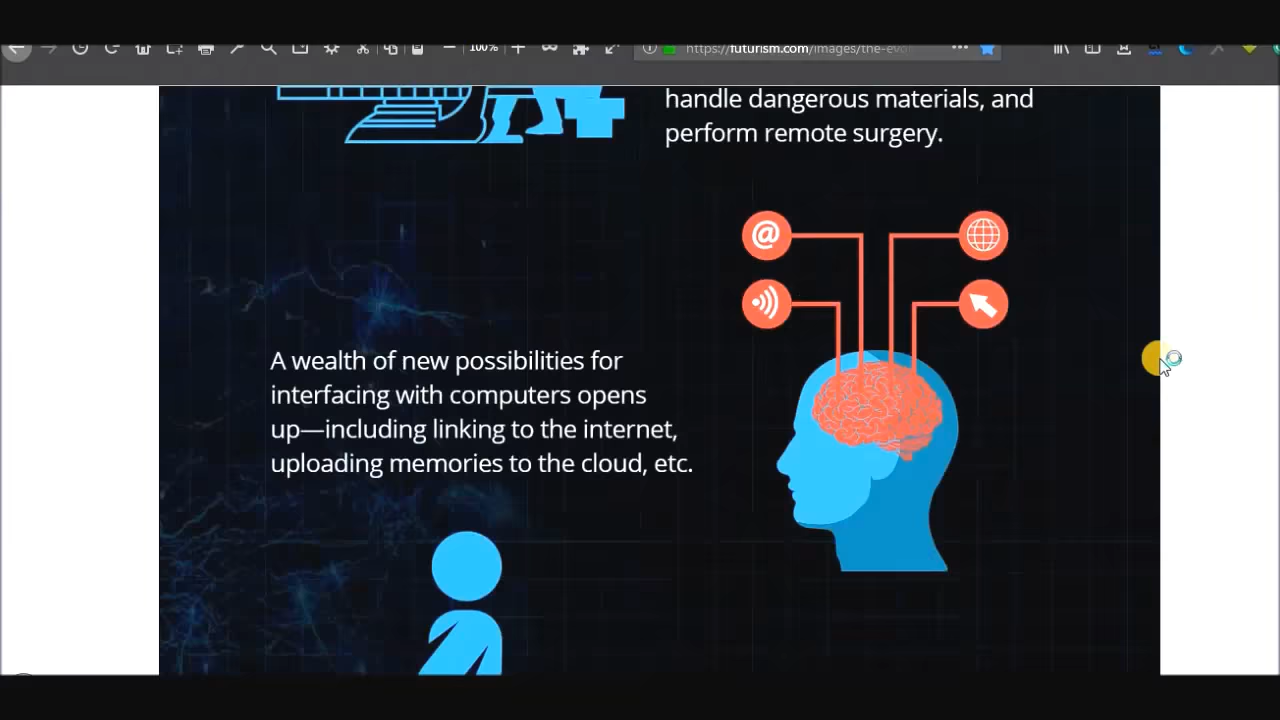 100%
https://futurism.com/images/the-evo
handle dangerous materials, and
perform remote surgery.
@
A wealth of new possibilities for
interfacing with computers opens
up—including linking to the internet,
uploading memories to the cloud, etc.